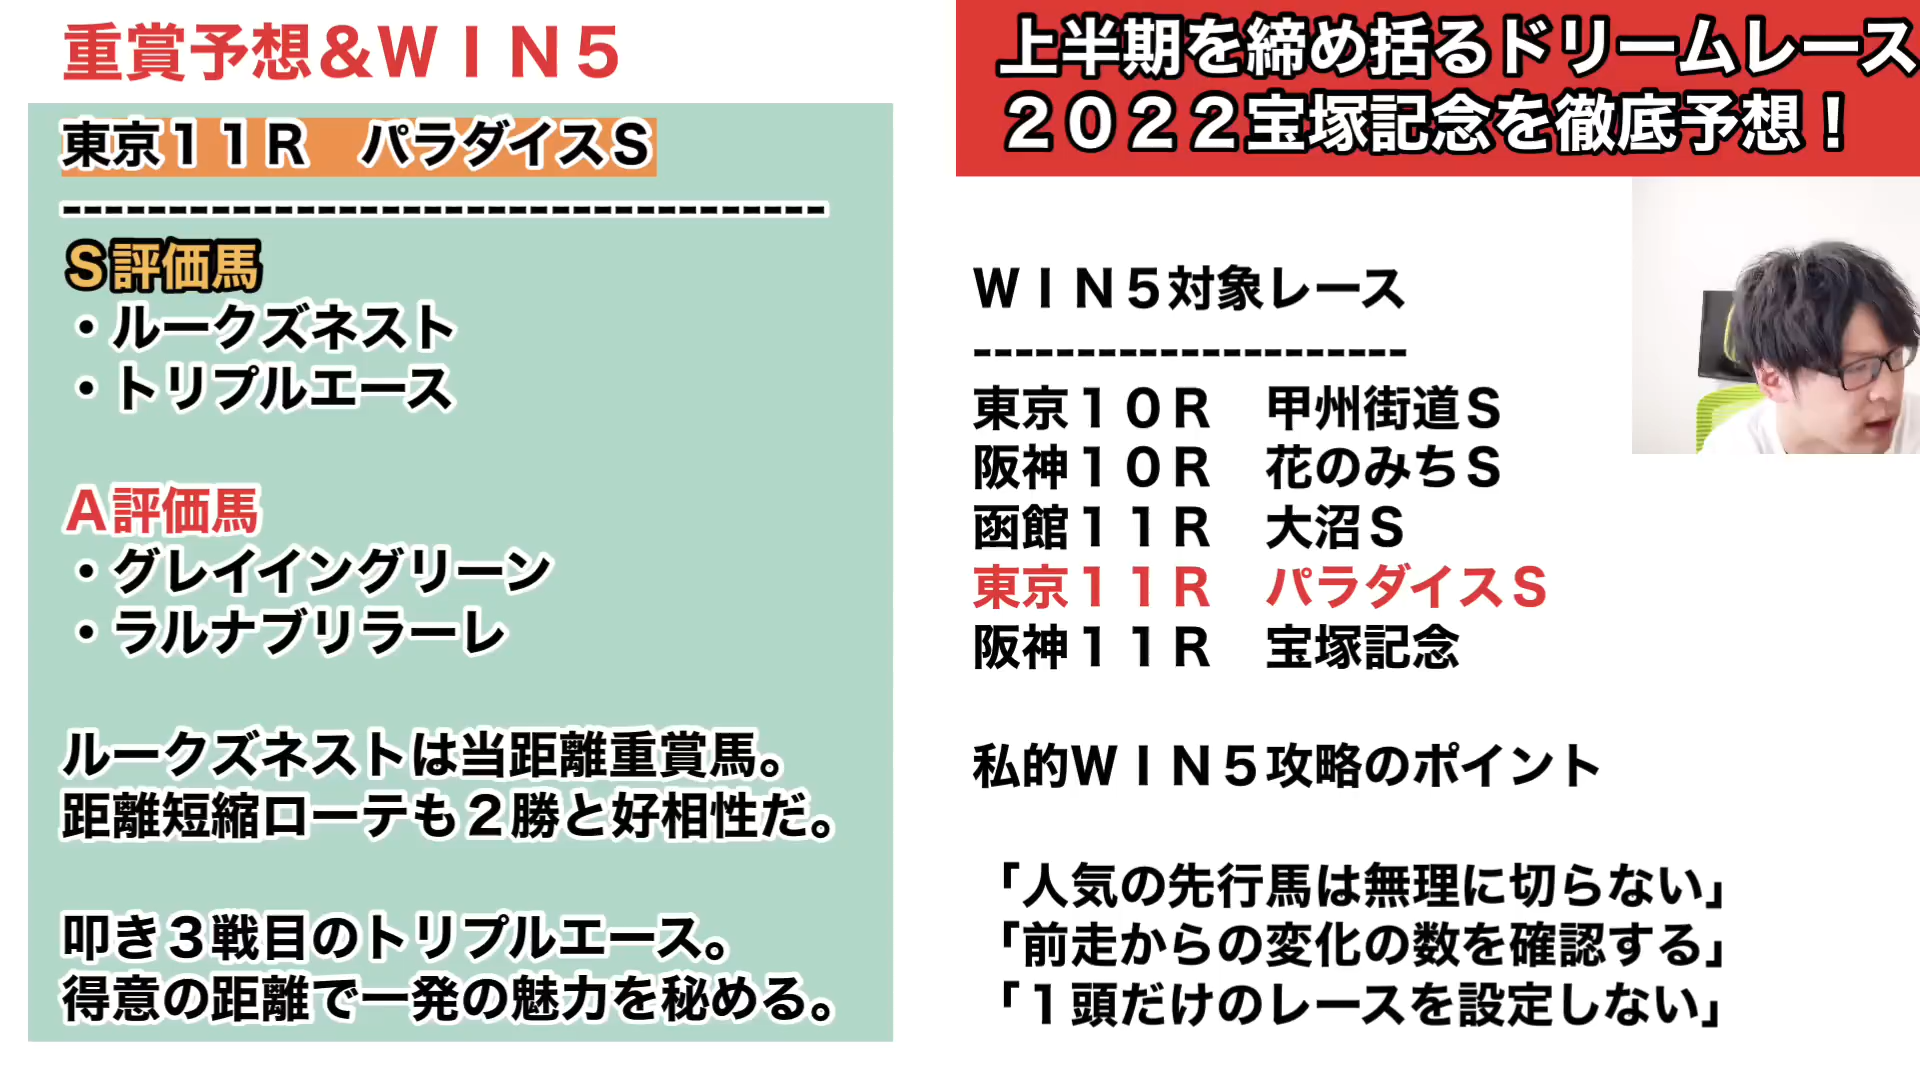 重賞予想＆ＷＩＮ５
東京１１Ｒ　パラダイスＳ
------------------------------------
Ｓ評価馬
・ルークズネスト
・トリプルエース
Ａ評価馬
・グレイイングリーン
・ラルナブリラーレ
ルークズネストは当距離重賞馬。
距離短縮ローテも２勝と好相性だ。
叩き３戦目のトリプルエース。
得意の距離で一発の魅力を秘める。
上半期を締め括るドリームレース
２０２２宝塚記念を徹底予想！
ＷＩＮ５対象レース
---------------------
東京１０Ｒ　甲州街道Ｓ
阪神１０Ｒ　花のみちＳ
函館１１Ｒ　大沼Ｓ
東京１１Ｒ　パラダイスＳ
阪神１１Ｒ　宝塚記念
私的ＷＩＮ５攻略のポイント
「人気の先行馬は無理に切らない」
「前走からの変化の数を確認する」
「１頭だけのレースを設定しない」